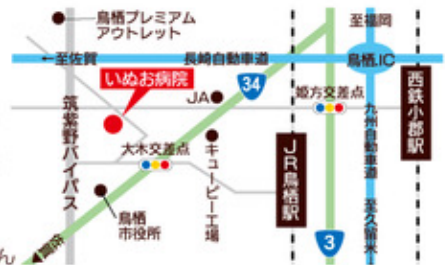 鳥栖プレミアム
アウトレット
至福岡
←至佐賀
長崎自動車道
鳥栖.IC
いぬお病院
34
JA
姫方交差点
西鉄小郡駅
筑紫野バイパス
大木交差点
キューピー工場
JR鳥栖駅
九州自動車道
鳥栖
市役所
至久留米
3
ん